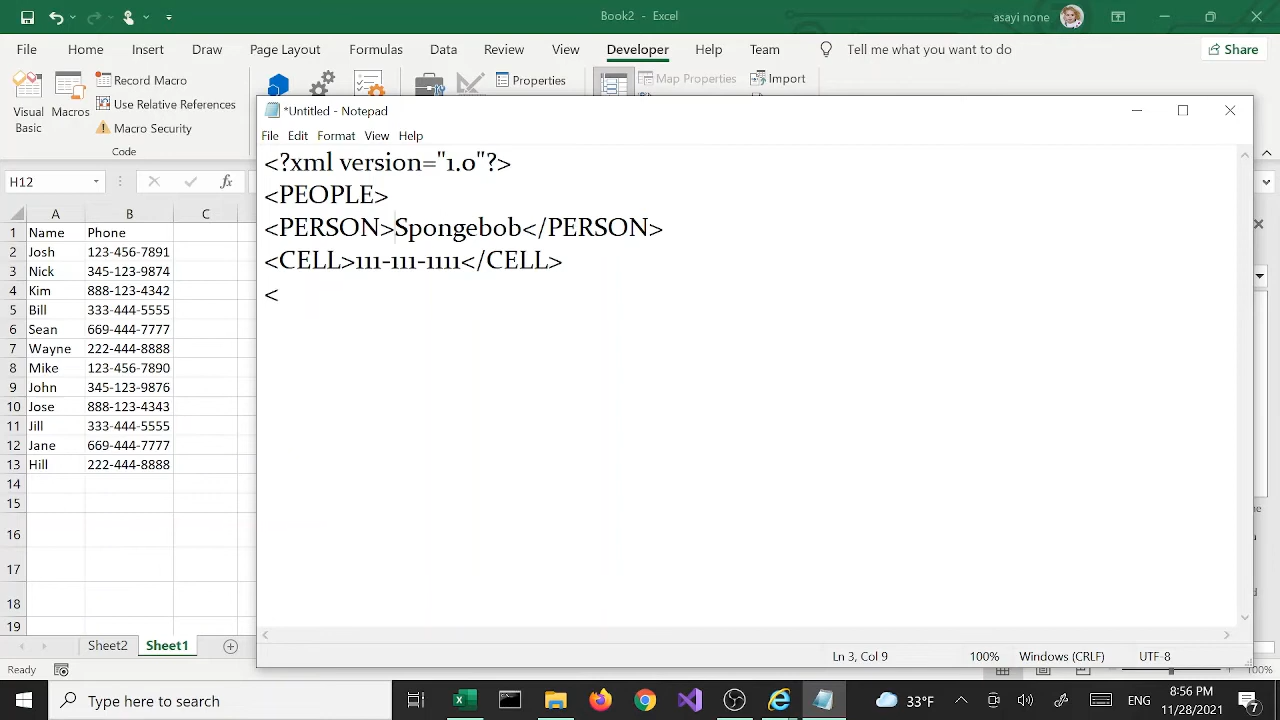 Book2 - Excel
asayi none
File Home Insert Draw Page Layout Formulas Data Review View Developer Help Team Tell me what you want to do Share
Visual Basic
Macros
Record Macro
Use Relative References
Macro Security
Code
Properties
Map Properties
Import
H12
fx
*Untitled - Notepad
File Edit Format View Help
<?xml version="1.0"?>
<PEOPLE>
<PERSON>Spongebob</PERSON>
<CELL>111-111-1111</CELL>
<
A B C
1 Name Phone
2 Josh 123-456-7891
3 Nick 345-123-9874
4 Kim 888-123-4342
5 Bill 333-444-5555
6 Sean 669-444-7777
7 Wayne 222-444-8888
8 Mike 123-456-7890
9 John 345-123-9876
10 Jose 888-123-4343
11 Jill 333-444-5555
12 Jane 669-444-7777
13 Hill 222-444-8888
14
15
16
17
18
19
Ln 3, Col 9 100% Windows (CRLF) UTF-8
Sheet2 Sheet1
Ready
100%
Type here to search
33°F
ENG
8:56 PM
11/28/2021
7